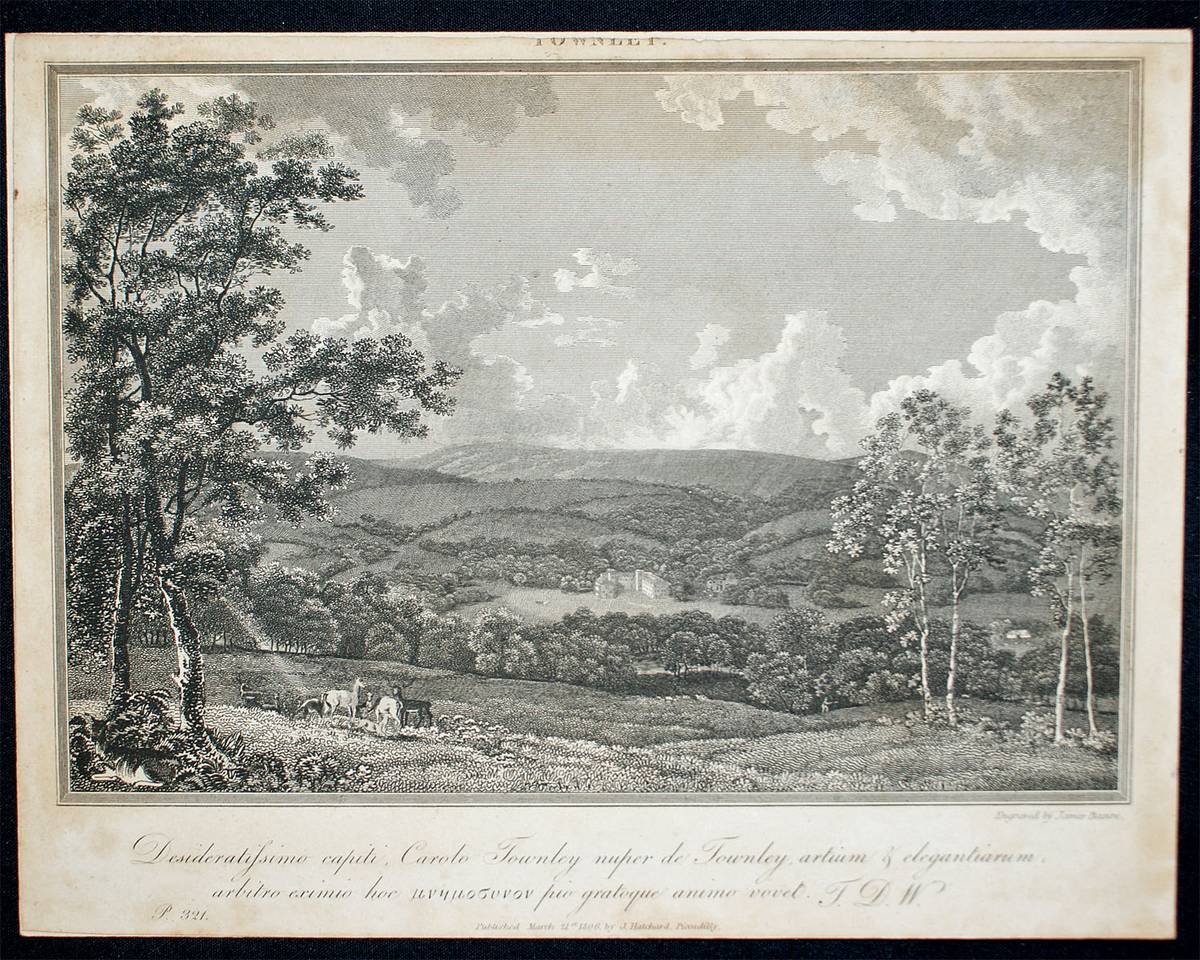 TOWNLEY.
Engraved by James Basire.
Desideratiſsimo capiti, Carolo Townley nuper de Townley, artium & elegantiarum,
arbitro eximio hoc μνημοσυνον pio gratoque animo vovet. T. D. W.
P. 321.
Published March 21st 1806, by J. Hatchard, Piccadilly.